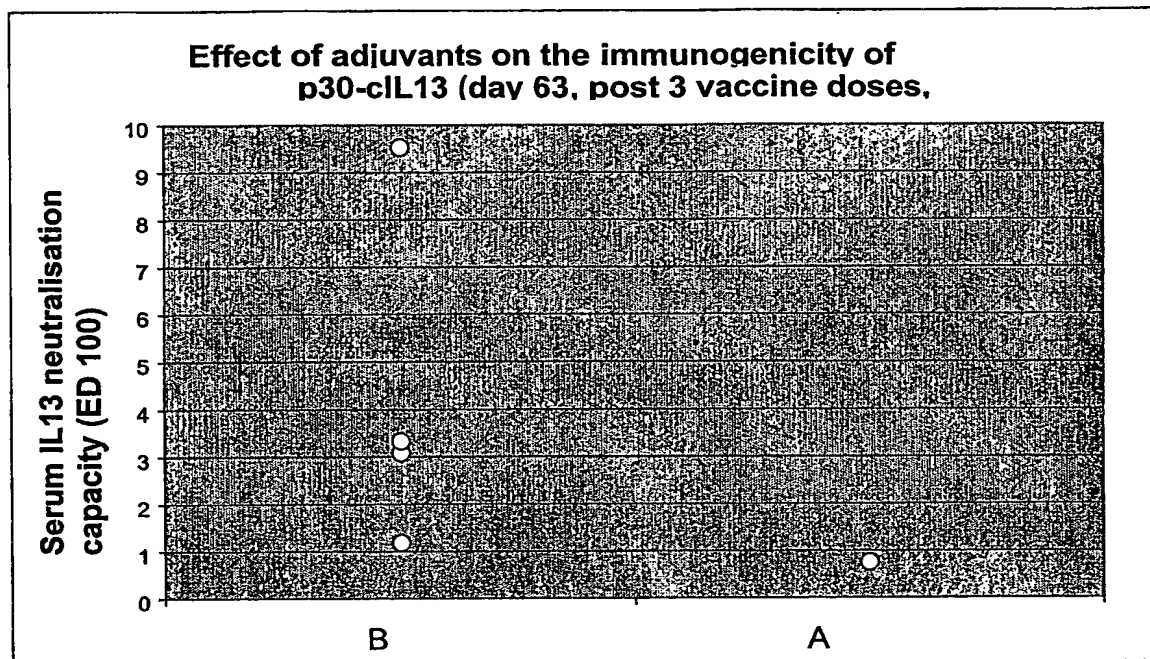 Effect of adjuvants on the immunogenicity of
p30-cIL13 (day 63, post 3 vaccine doses,
Serum IL13 neutralisation
capacity (ED 100)
10
9
8
7
6
5
4
3
2
1
0
B
A